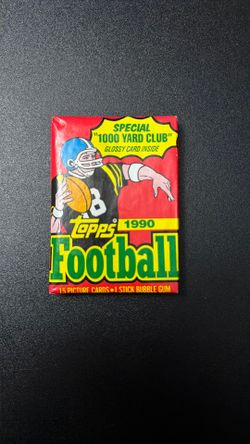 SPECIAL
"1000 YARD CLUB"
GLOSSY CARD INSIDE
8
topps® 1990
Football
15 PICTURE CARDS • 1 STICK BUBBLE GUM